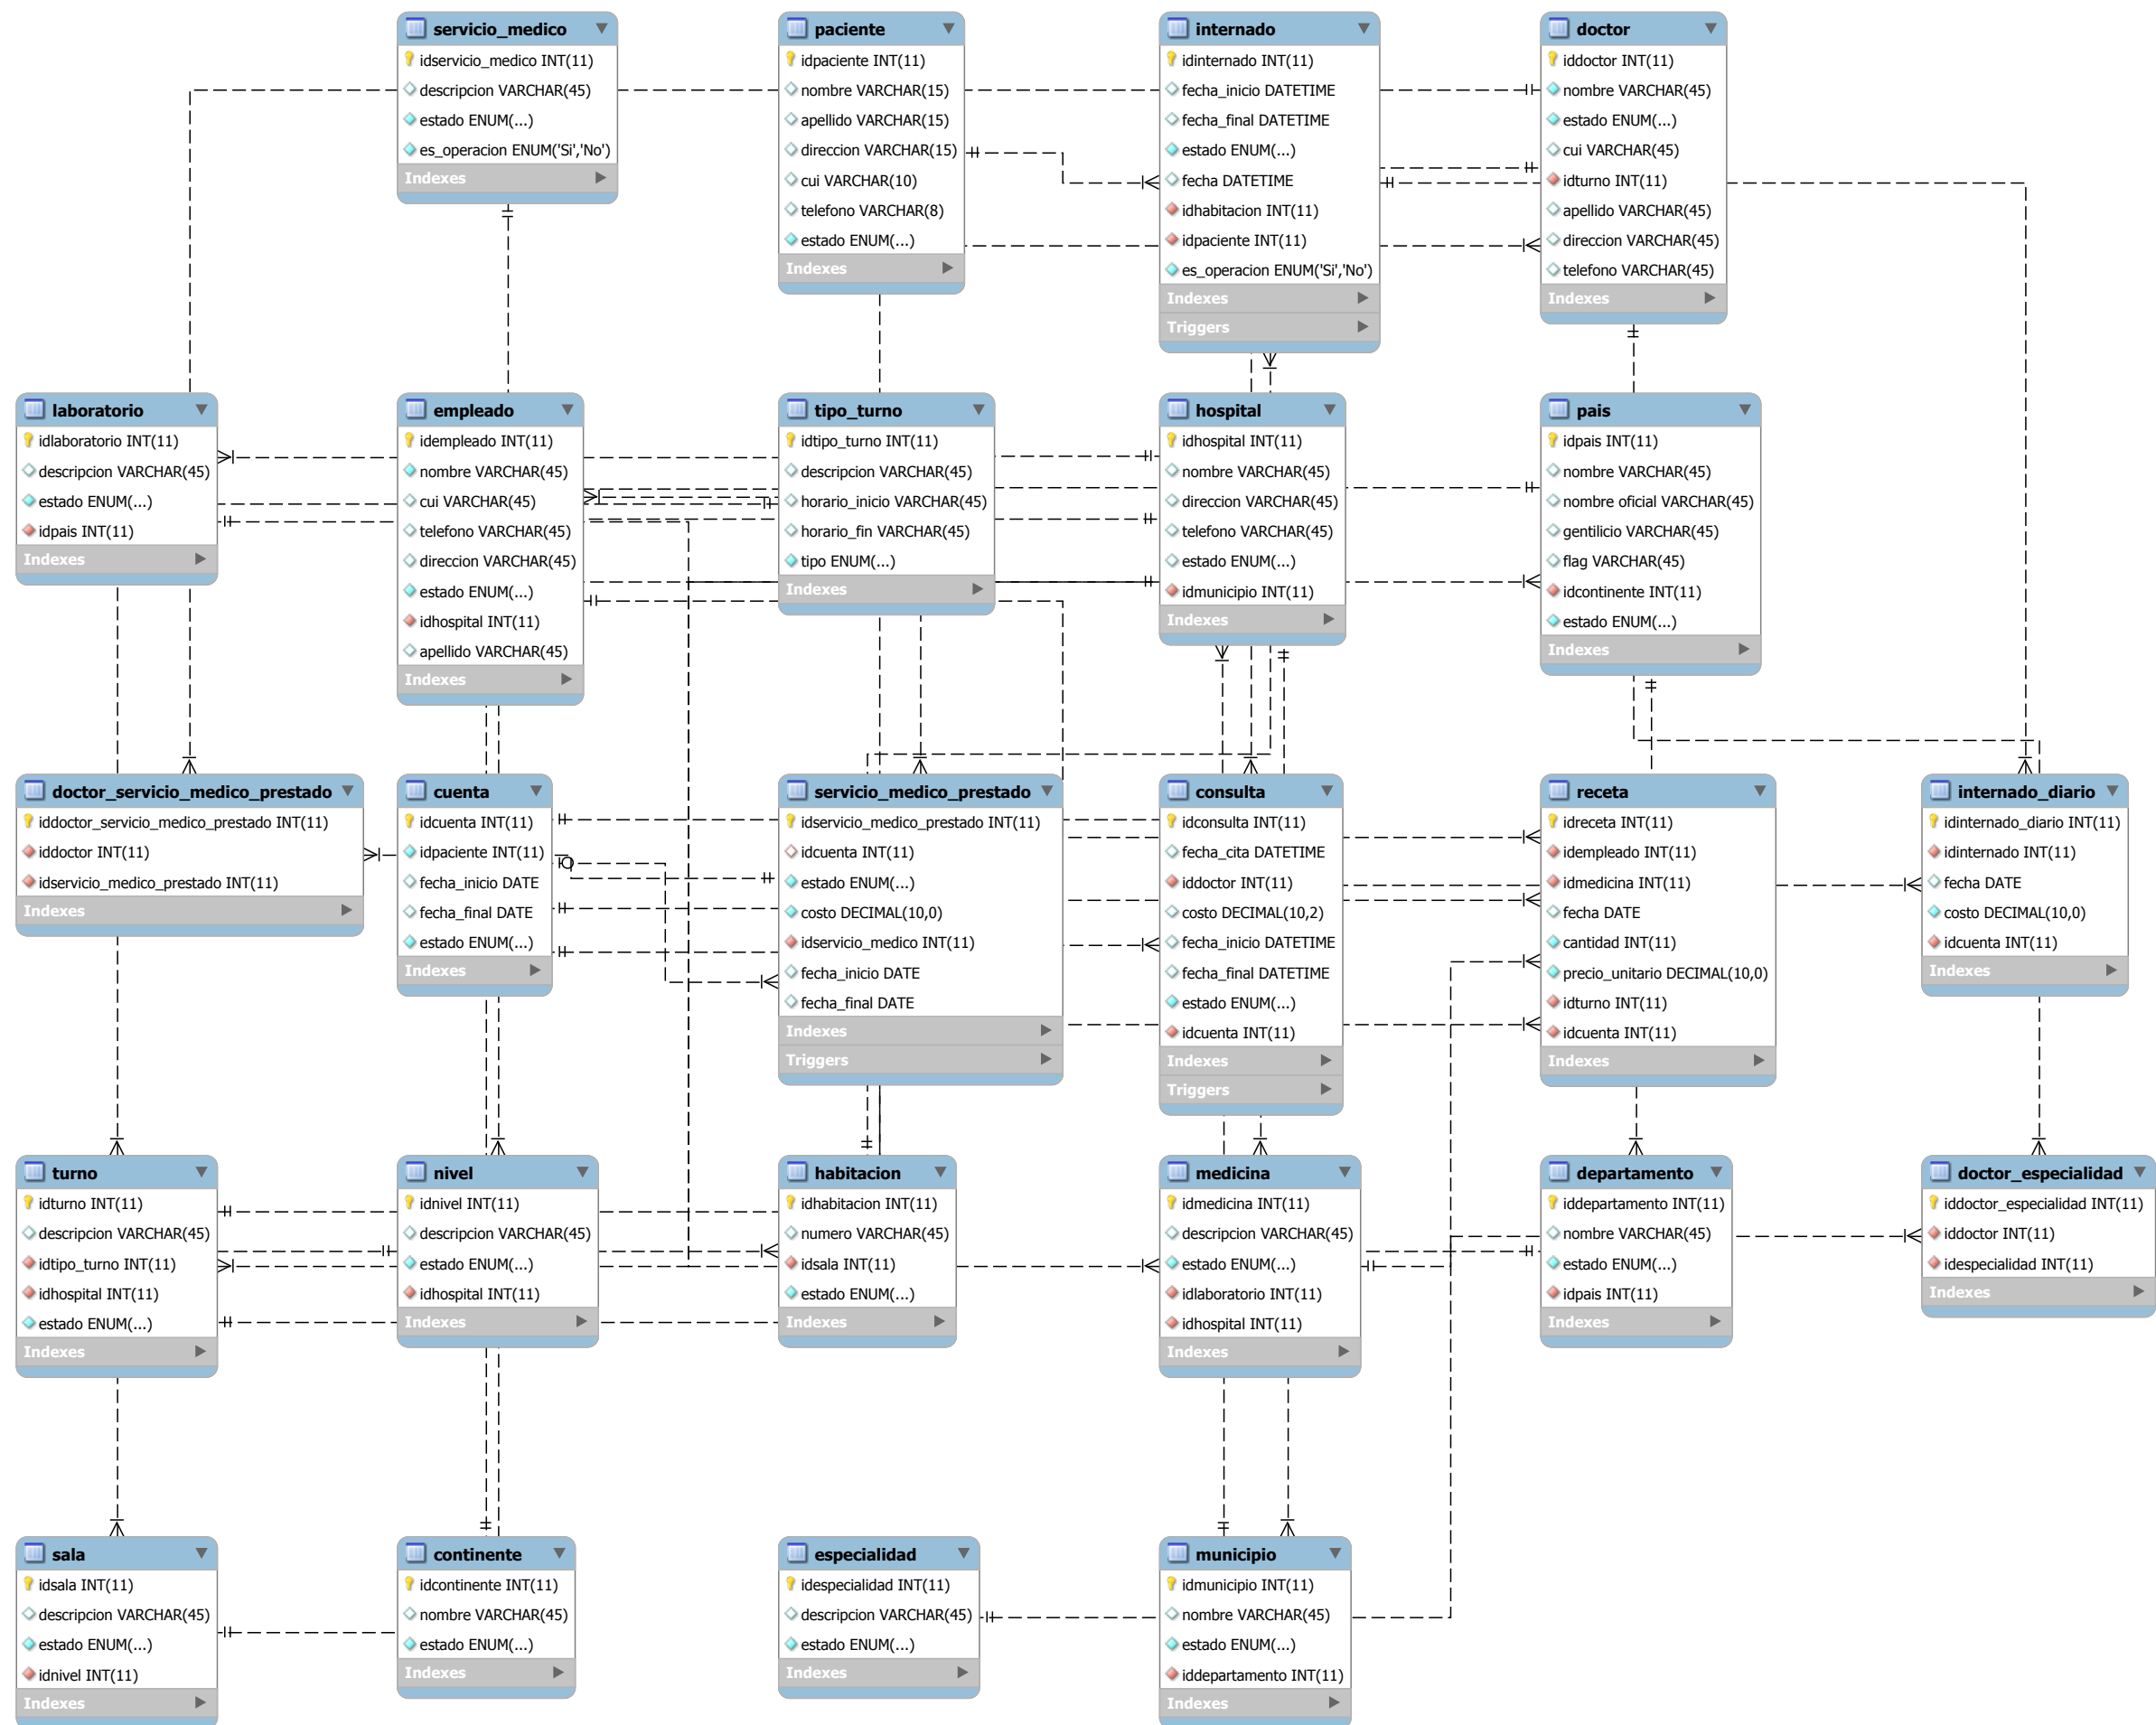 servicio_medico
idservicio_medico INT(11)
descripcion VARCHAR(45)
estado ENUM(...)
es_operacion ENUM('Si','No')
Indexes
paciente
idpaciente INT(11)
nombre VARCHAR(15)
apellido VARCHAR(15)
direccion VARCHAR(15)
cui VARCHAR(10)
telefono VARCHAR(8)
estado ENUM(...)
Indexes
internado
idinternado INT(11)
fecha_inicio DATETIME
fecha_final DATETIME
estado ENUM(...)
fecha DATETIME
idhabitacion INT(11)
idpaciente INT(11)
es_operacion ENUM('Si','No')
Indexes
Triggers
doctor
iddoctor INT(11)
nombre VARCHAR(45)
estado ENUM(...)
cui VARCHAR(45)
idturno INT(11)
apellido VARCHAR(45)
direccion VARCHAR(45)
telefono VARCHAR(45)
Indexes
laboratorio
idlaboratorio INT(11)
descripcion VARCHAR(45)
estado ENUM(...)
idpais INT(11)
Indexes
empleado
idempleado INT(11)
nombre VARCHAR(45)
cui VARCHAR(45)
telefono VARCHAR(45)
direccion VARCHAR(45)
estado ENUM(...)
idhospital INT(11)
apellido VARCHAR(45)
Indexes
tipo_turno
idtipo_turno INT(11)
descripcion VARCHAR(45)
horario_inicio VARCHAR(45)
horario_fin VARCHAR(45)
tipo ENUM(...)
Indexes
hospital
idhospital INT(11)
nombre VARCHAR(45)
direccion VARCHAR(45)
telefono VARCHAR(45)
estado ENUM(...)
idmunicipio INT(11)
Indexes
pais
idpais INT(11)
nombre VARCHAR(45)
nombre oficial VARCHAR(45)
gentilicio VARCHAR(45)
flag VARCHAR(45)
idcontinente INT(11)
estado ENUM(...)
Indexes
doctor_servicio_medico_prestado
iddoctor_servicio_medico_prestado INT(11)
iddoctor INT(11)
idservicio_medico_prestado INT(11)
Indexes
cuenta
idcuenta INT(11)
idpaciente INT(11)
fecha_inicio DATE
fecha_final DATE
estado ENUM(...)
Indexes
servicio_medico_prestado
idservicio_medico_prestado INT(11)
idcuenta INT(11)
estado ENUM(...)
costo DECIMAL(10,0)
idservicio_medico INT(11)
fecha_inicio DATE
fecha_final DATE
Indexes
Triggers
consulta
idconsulta INT(11)
fecha_cita DATETIME
iddoctor INT(11)
costo DECIMAL(10,2)
fecha_inicio DATETIME
fecha_final DATETIME
estado ENUM(...)
idcuenta INT(11)
Indexes
Triggers
receta
idreceta INT(11)
idempleado INT(11)
idmedicina INT(11)
fecha DATE
cantidad INT(11)
precio_unitario DECIMAL(10,0)
idturno INT(11)
idcuenta INT(11)
Indexes
internado_diario
idinternado_diario INT(11)
idinternado INT(11)
fecha DATE
costo DECIMAL(10,0)
idcuenta INT(11)
Indexes
turno
idturno INT(11)
descripcion VARCHAR(45)
idtipo_turno INT(11)
idhospital INT(11)
estado ENUM(...)
Indexes
nivel
idnivel INT(11)
descripcion VARCHAR(45)
estado ENUM(...)
idhospital INT(11)
Indexes
habitacion
idhabitacion INT(11)
numero VARCHAR(45)
idsala INT(11)
estado ENUM(...)
Indexes
medicina
idmedicina INT(11)
descripcion VARCHAR(45)
estado ENUM(...)
idlaboratorio INT(11)
idhospital INT(11)
Indexes
departamento
iddepartamento INT(11)
nombre VARCHAR(45)
estado ENUM(...)
idpais INT(11)
Indexes
doctor_especialidad
iddoctor_especialidad INT(11)
iddoctor INT(11)
idespecialidad INT(11)
Indexes
sala
idsala INT(11)
descripcion VARCHAR(45)
estado ENUM(...)
idnivel INT(11)
Indexes
continente
idcontinente INT(11)
nombre VARCHAR(45)
estado ENUM(...)
Indexes
especialidad
idespecialidad INT(11)
descripcion VARCHAR(45)
estado ENUM(...)
Indexes
municipio
idmunicipio INT(11)
nombre VARCHAR(45)
estado ENUM(...)
iddepartamento INT(11)
Indexes